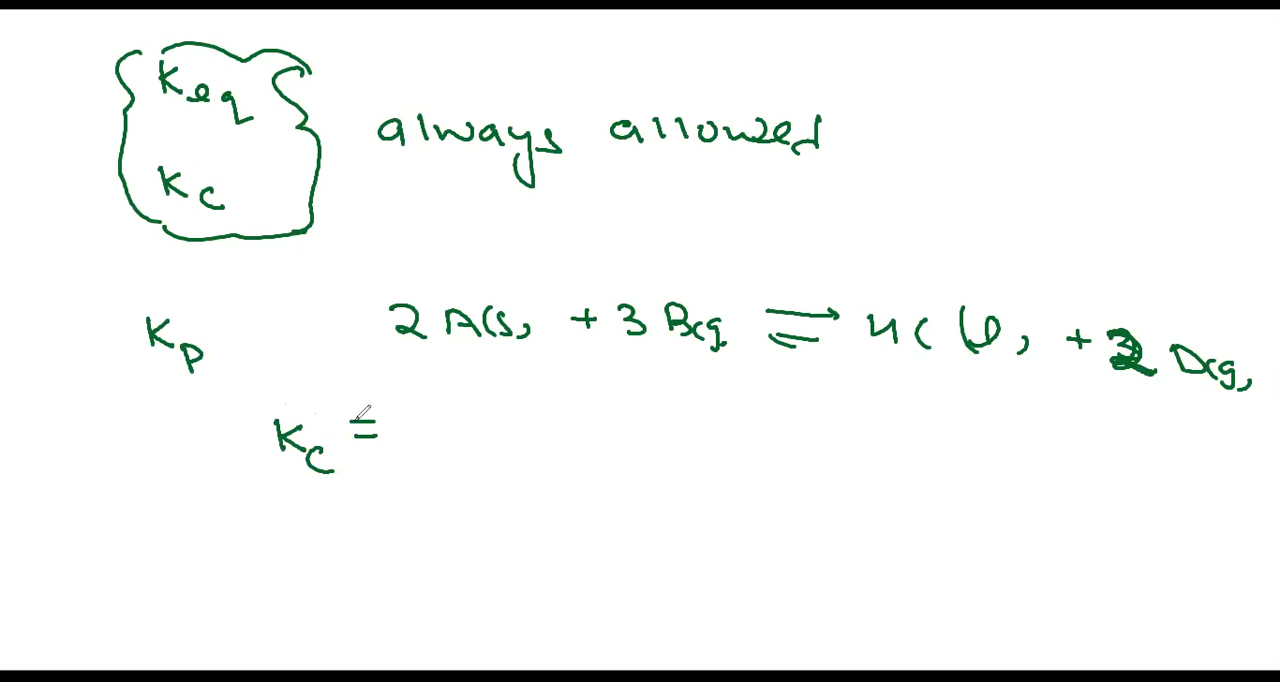 Keq
Kc
always allowed
Kp
2 A(s) + 3 B(g) ⇌ 4 C (l) + 2 D(g)
Kc =